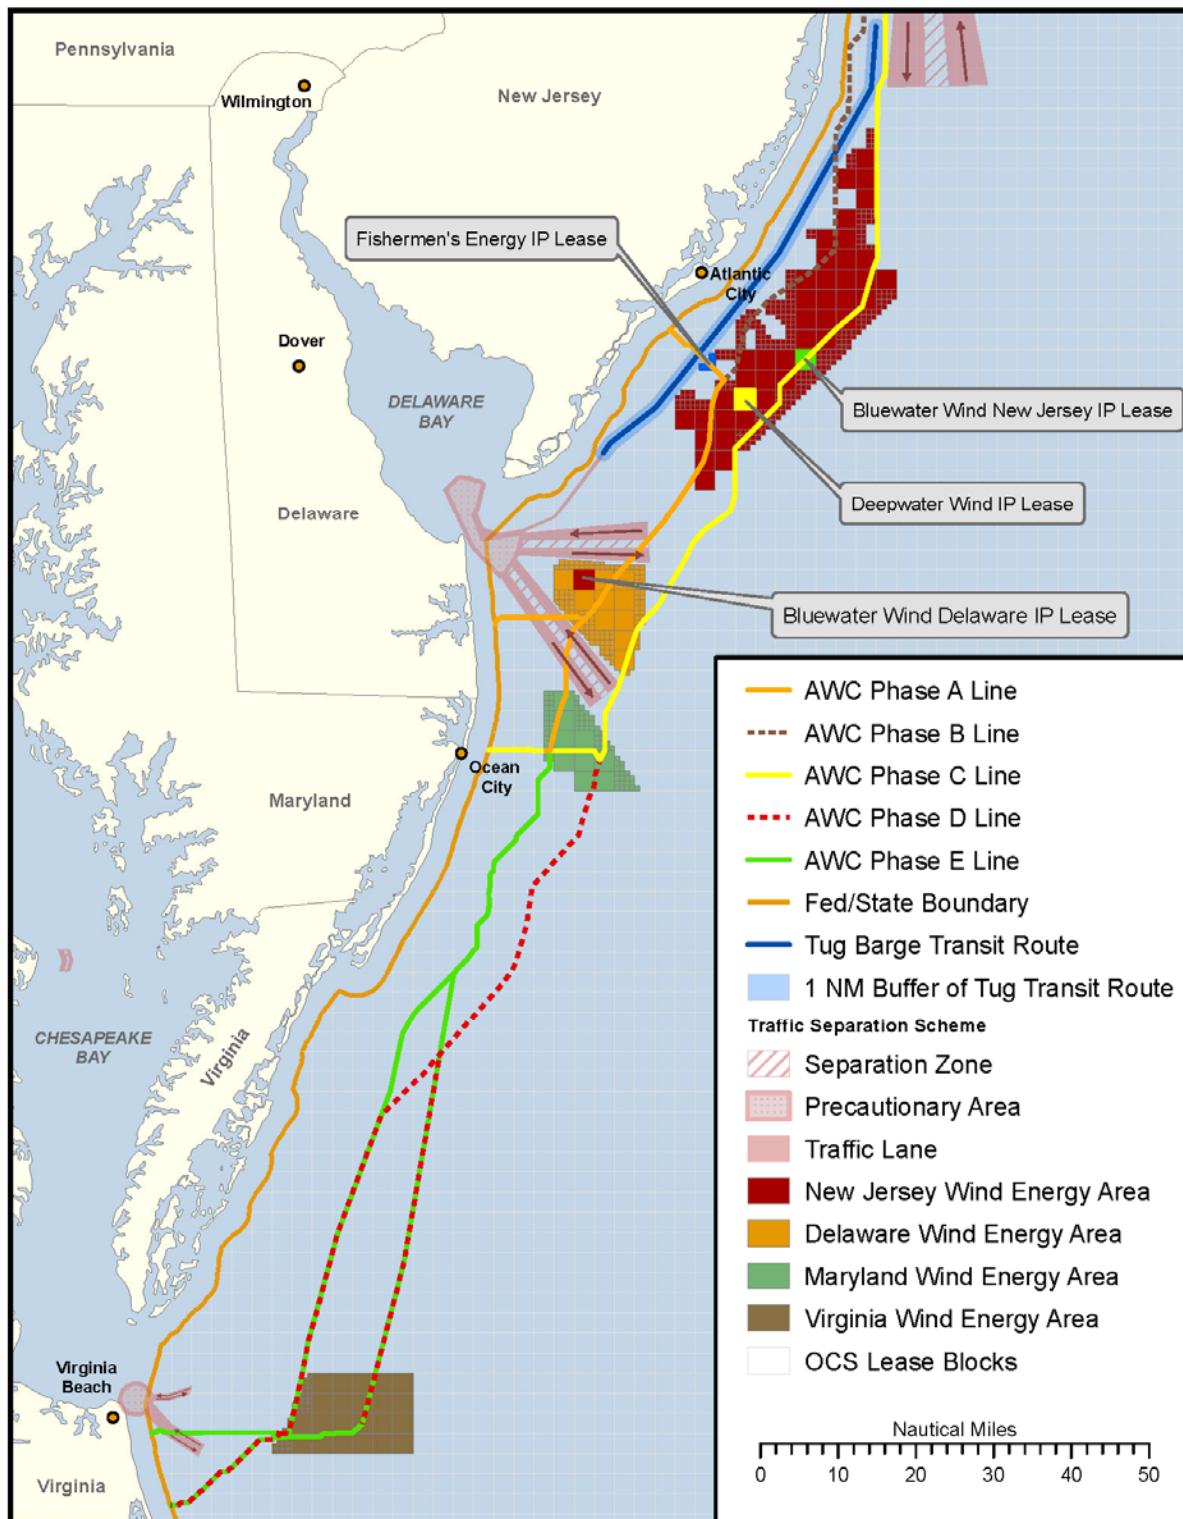 Pennsylvania
Wilmington
New Jersey
Fishermen's Energy IP Lease
Atlantic
City
Dover
DELAWARE
BAY
Bluewater Wind New Jersey IP Lease
Deepwater Wind IP Lease
Delaware
Bluewater Wind Delaware IP Lease
Ocean
City
Maryland
CHESAPEAKE
BAY
Virginia
Virginia
Beach
Virginia
AWC Phase A Line
AWC Phase B Line
AWC Phase C Line
AWC Phase D Line
AWC Phase E Line
Fed/State Boundary
Tug Barge Transit Route
1 NM Buffer of Tug Transit Route
Traffic Separation Scheme
Separation Zone
Precautionary Area
Traffic Lane
New Jersey Wind Energy Area
Delaware Wind Energy Area
Maryland Wind Energy Area
Virginia Wind Energy Area
OCS Lease Blocks
Nautical Miles
0 10 20 30 40 50